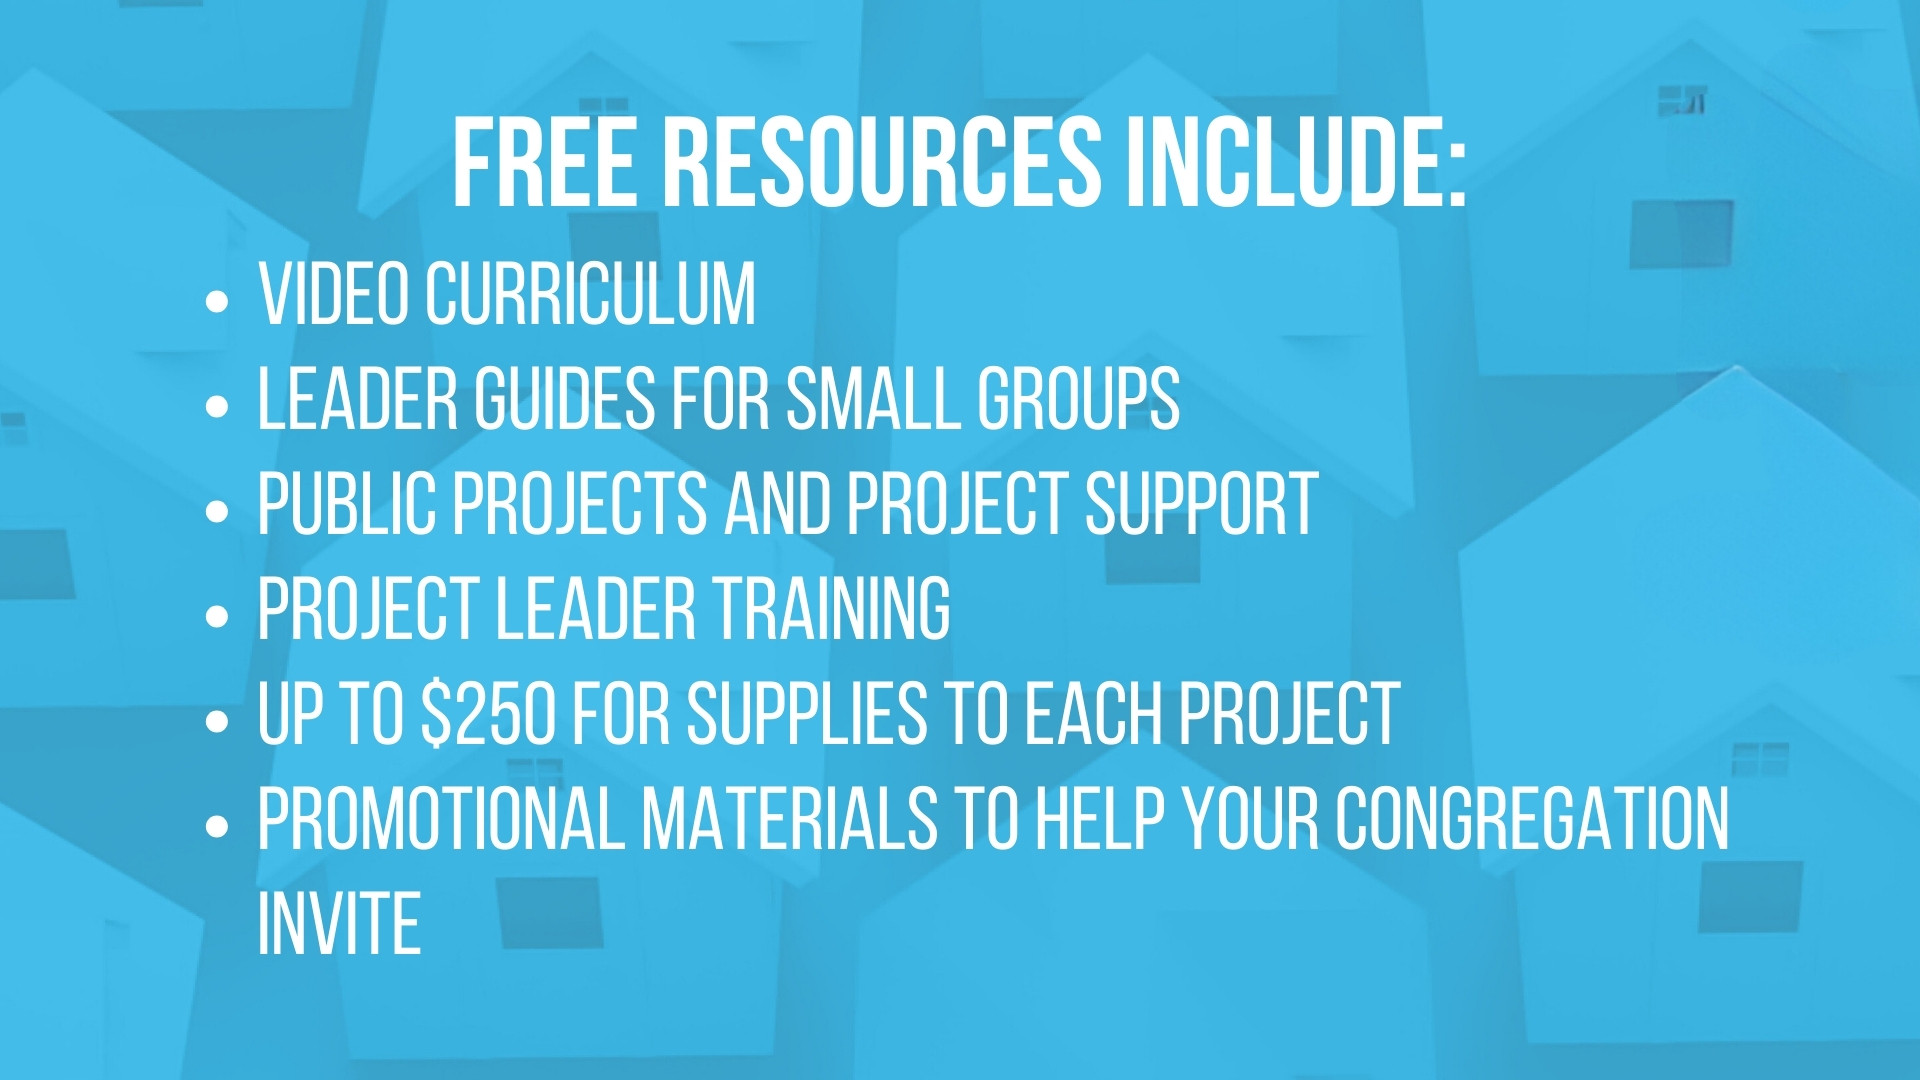 FREE RESOURCES INCLUDE:
• VIDEO CURRICULUM
• LEADER GUIDES FOR SMALL GROUPS
• PUBLIC PROJECTS AND PROJECT SUPPORT
• PROJECT LEADER TRAINING
• UP TO $250 FOR SUPPLIES TO EACH PROJECT
• PROMOTIONAL MATERIALS TO HELP YOUR CONGREGATION
INVITE